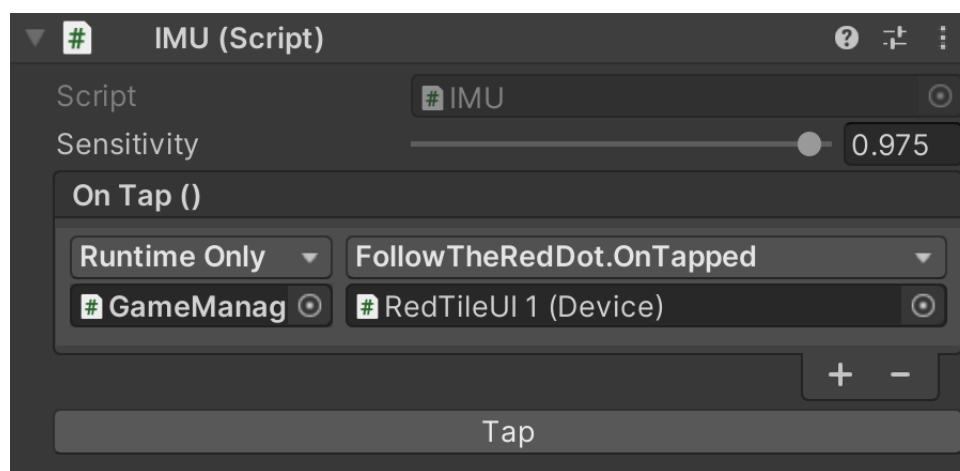 # IMU (Script)
Script # IMU
Sensitivity 0.975
On Tap ()
Runtime Only FollowTheRedDot.OnTapped
# GameManag # RedTileUI 1 (Device)
+ −
Tap